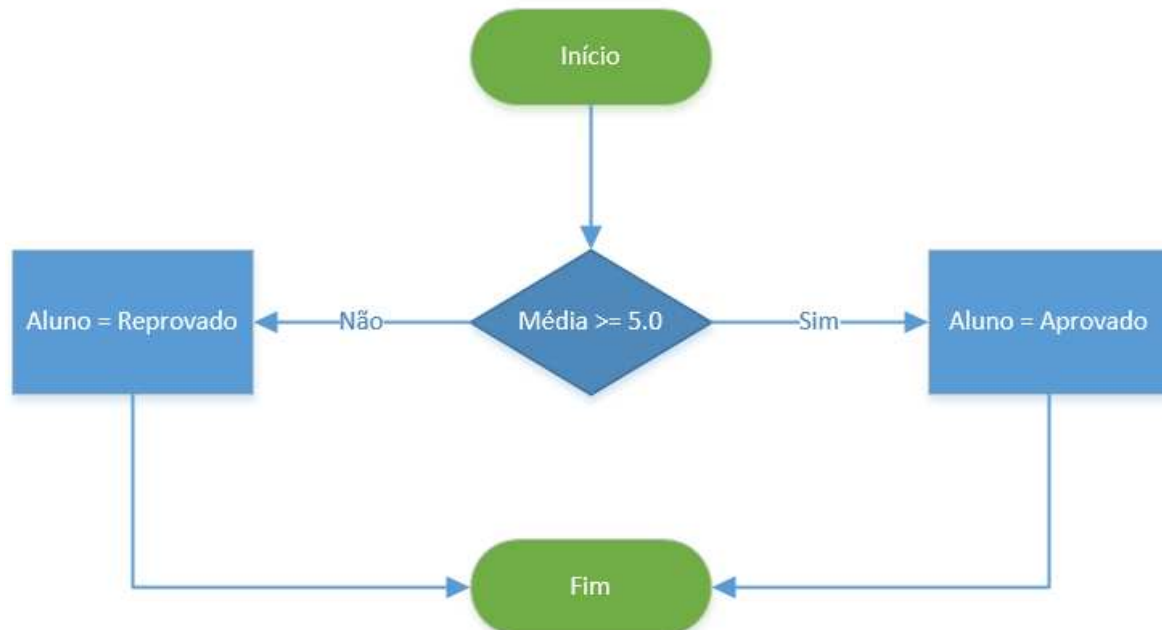 Início
Aluno = Reprovado
Não
Média >= 5.0
Sim
Aluno = Aprovado
Fim